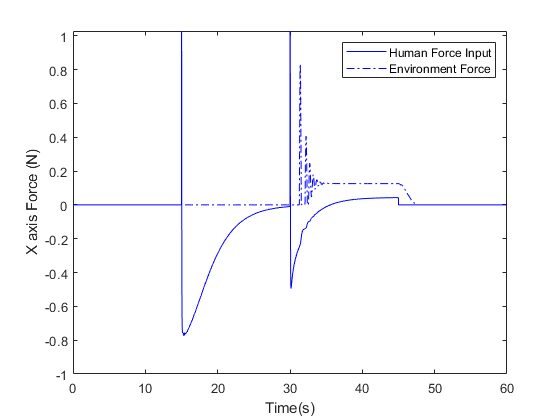 1
0.8
0.6
0.4
0.2
0
-0.2
-0.4
-0.6
-0.8
-1
X axis Force (N)
Human Force Input
Environment Force
0 10 20 30 40 50 60
Time(s)